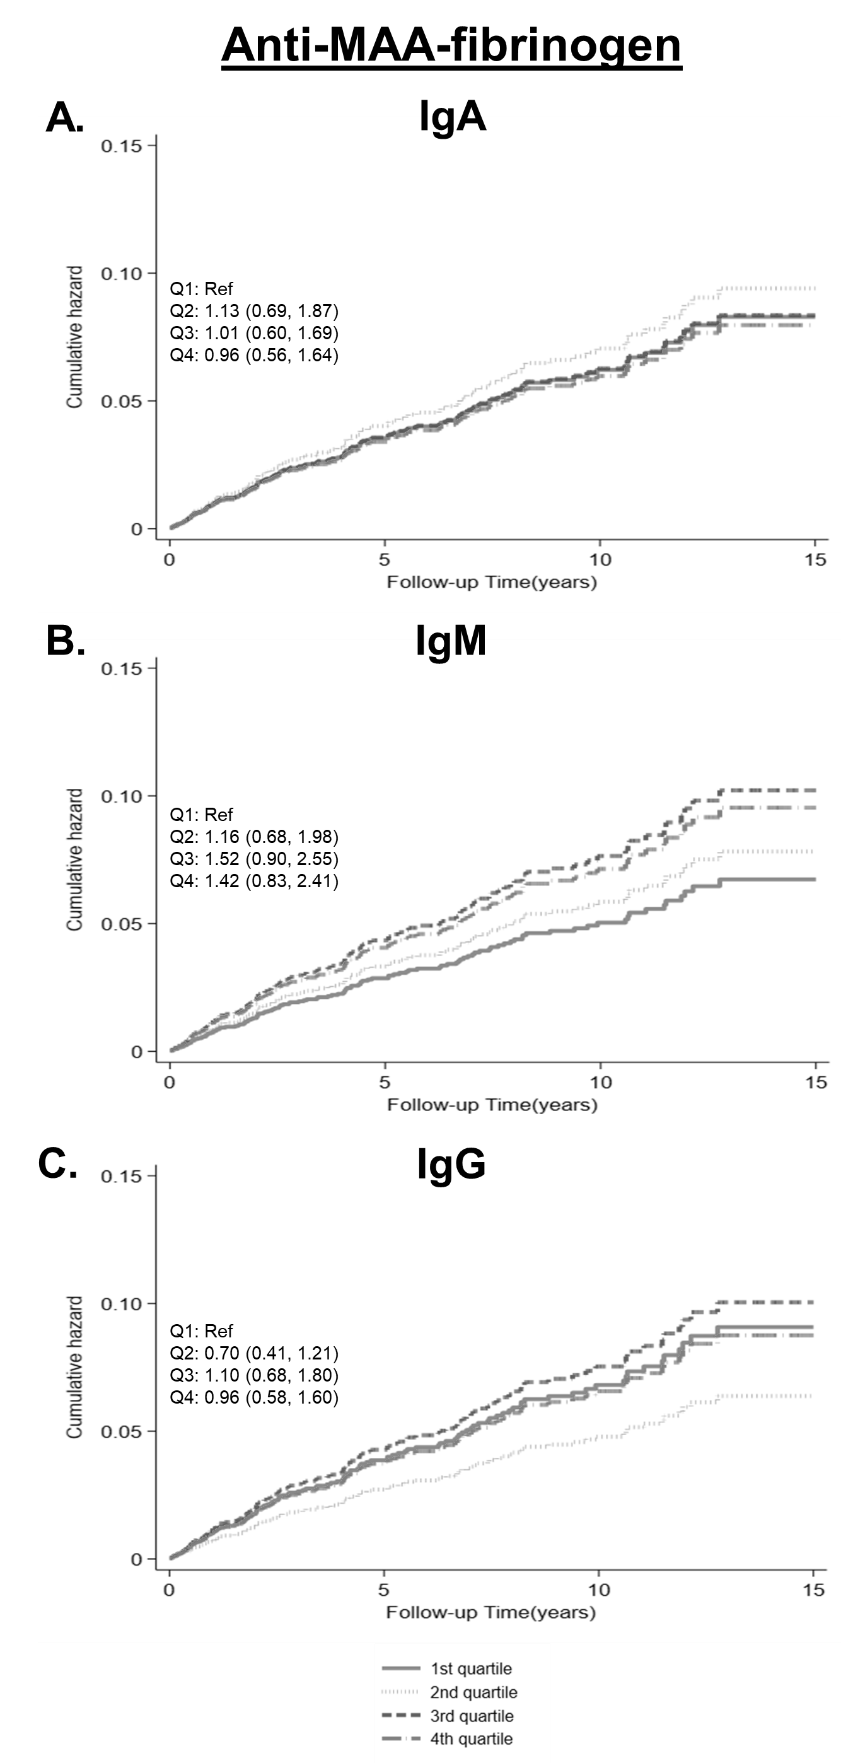 Anti-MAA-fibrinogen
A.
IgA
0.15
0.10
0.05
0
Cumulative hazard
Q1: Ref
Q2: 1.13 (0.69, 1.87)
Q3: 1.01 (0.60, 1.69)
Q4: 0.96 (0.56, 1.64)
0 5 10 15
Follow-up Time(years)
B.
IgM
0.15
0.10
0.05
0
Cumulative hazard
Q1: Ref
Q2: 1.16 (0.68, 1.98)
Q3: 1.52 (0.90, 2.55)
Q4: 1.42 (0.83, 2.41)
0 5 10 15
Follow-up Time(years)
C.
IgG
0.15
0.10
0.05
0
Cumulative hazard
Q1: Ref
Q2: 0.70 (0.41, 1.21)
Q3: 1.10 (0.68, 1.80)
Q4: 0.96 (0.58, 1.60)
0 5 10 15
Follow-up Time(years)
1st quartile
2nd quartile
3rd quartile
4th quartile